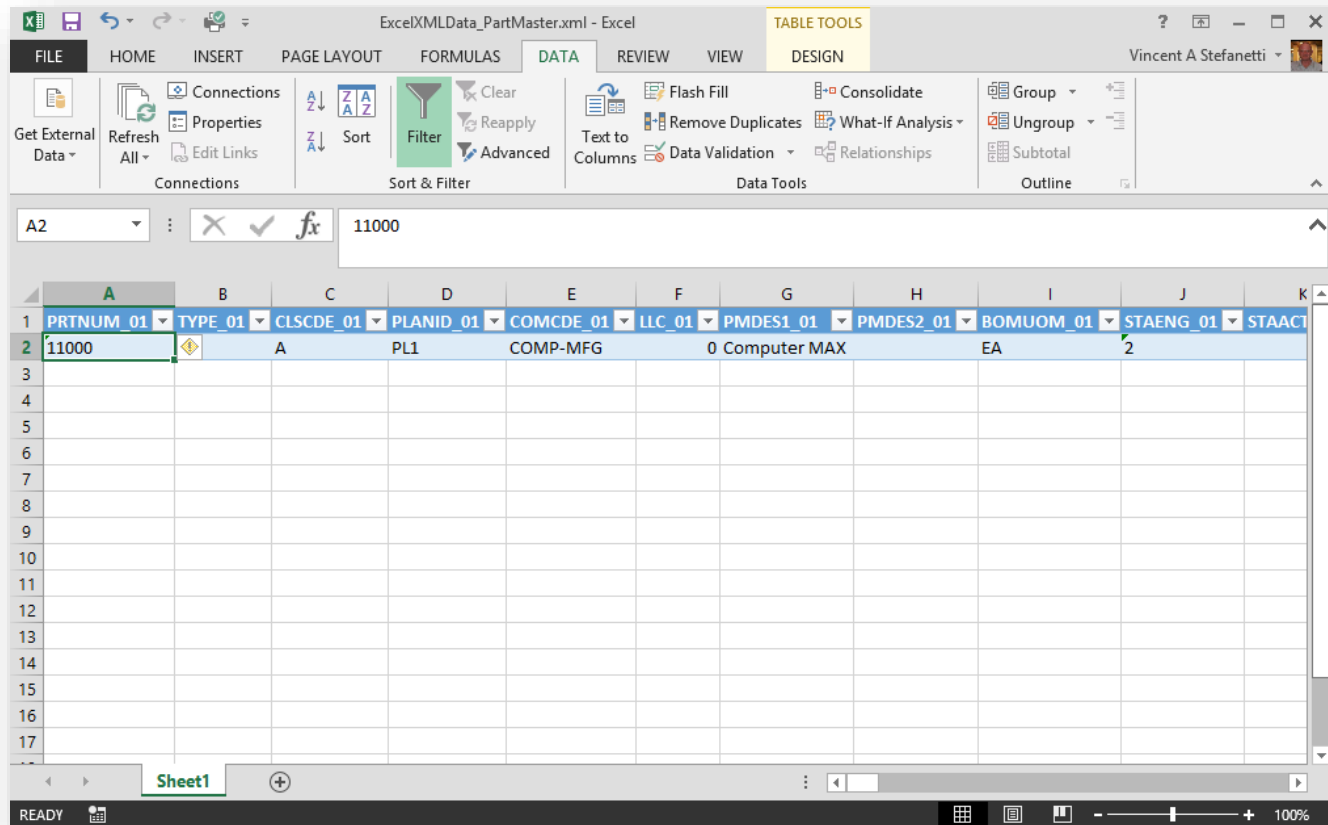 ExcelXMLData_PartMaster.xml - Excel TABLE TOOLS ?
FILE HOME INSERT PAGE LAYOUT FORMULAS DATA REVIEW VIEW DESIGN Vincent A Stefanetti
Get External Data
Refresh All
Connections
Properties
Edit Links
Connections
Sort
Filter
Clear
Reapply
Advanced
Sort & Filter
Text to Columns
Flash Fill
Remove Duplicates
Data Validation
Consolidate
What-If Analysis
Relationships
Data Tools
Group
Ungroup
Subtotal
Outline
A2 fx 11000
A B C D E F G H I J K
1 PRTNUM_01 TYPE_01 CLSCDE_01 PLANID_01 COMCDE_01 LLC_01 PMDES1_01 PMDES2_01 BOMUOM_01 STAENG_01 STAACT
2 11000 A PL1 COMP-MFG 0 Computer MAX EA 2
3
4
5
6
7
8
9
10
11
12
13
14
15
16
17
Sheet1
READY 100%